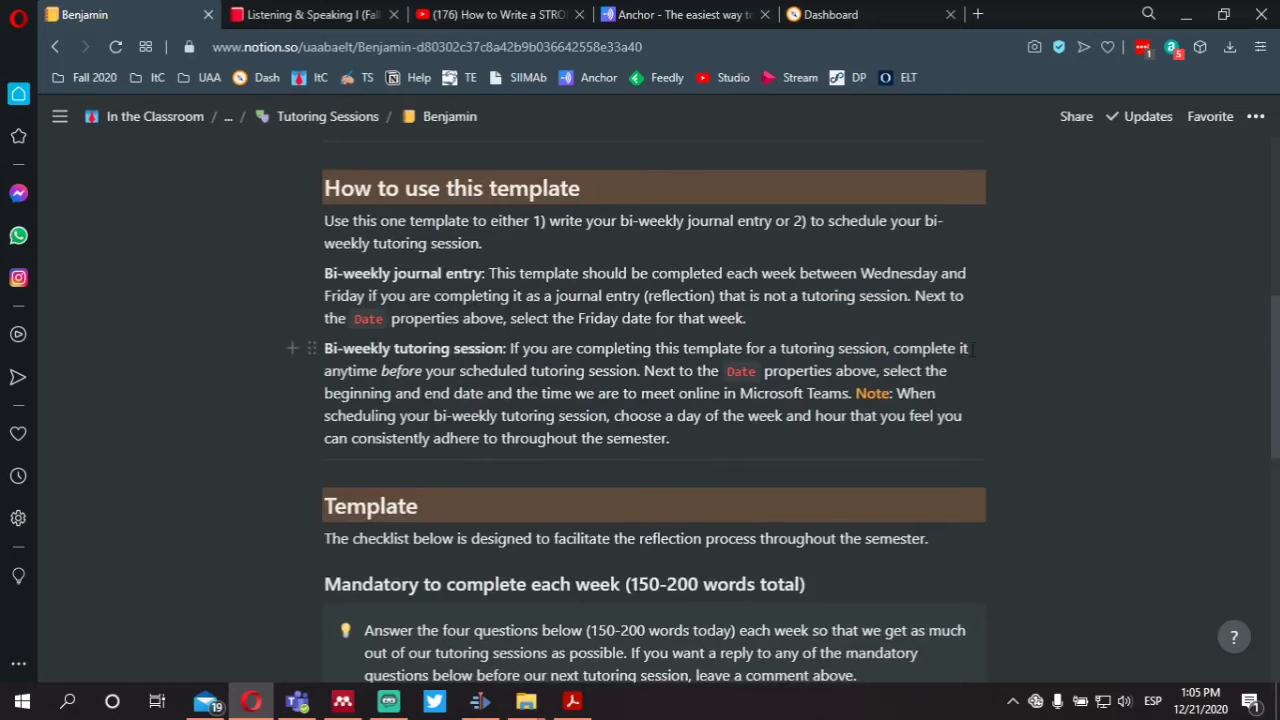 Benjamin
Listening & Speaking I (Fal
(176) How to Write a STRO
Anchor - The easiest way to
Dashboard
www.notion.so/uaabaelt/Benjamin-d80302c37c8a42b9b036642558e33a40
1
5
Fall 2020
ItC
UAA
Dash
ItC
TS
Help
TE
SIIMAb
Anchor
Feedly
Studio
Stream
DP
ELT
In the Classroom / ... / Tutoring Sessions / Benjamin
Share
Updates
Favorite
How to use this template
Use this one template to either 1) write your bi-weekly journal entry or 2) to schedule your bi-
weekly tutoring session.
Bi-weekly journal entry: This template should be completed each week between Wednesday and
Friday if you are completing it as a journal entry (reflection) that is not a tutoring session. Next to
the Date properties above, select the Friday date for that week.
Bi-weekly tutoring session: If you are completing this template for a tutoring session, complete it
anytime before your scheduled tutoring session. Next to the Date properties above, select the
beginning and end date and the time we are to meet online in Microsoft Teams. Note: When
scheduling your bi-weekly tutoring session, choose a day of the week and hour that you feel you
can consistently adhere to throughout the semester.
Template
The checklist below is designed to facilitate the reflection process throughout the semester.
Mandatory to complete each week (150-200 words total)
Answer the four questions below (150-200 words today) each week so that we get as much
out of our tutoring sessions as possible. If you want a reply to any of the mandatory
questions below before our next tutoring session, leave a comment above.
?
19
ESP
1:05 PM
12/21/2020
1